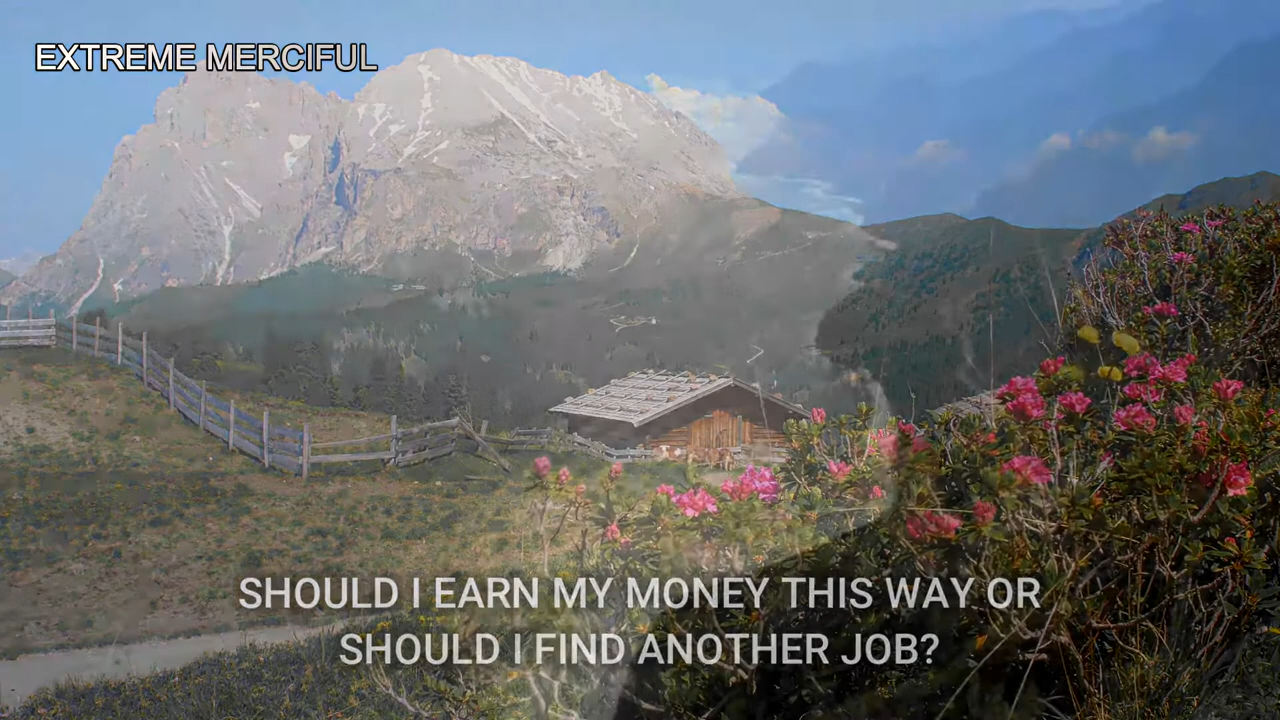 EXTREME MERCIFUL
SHOULD I EARN MY MONEY THIS WAY OR
SHOULD I FIND ANOTHER JOB?